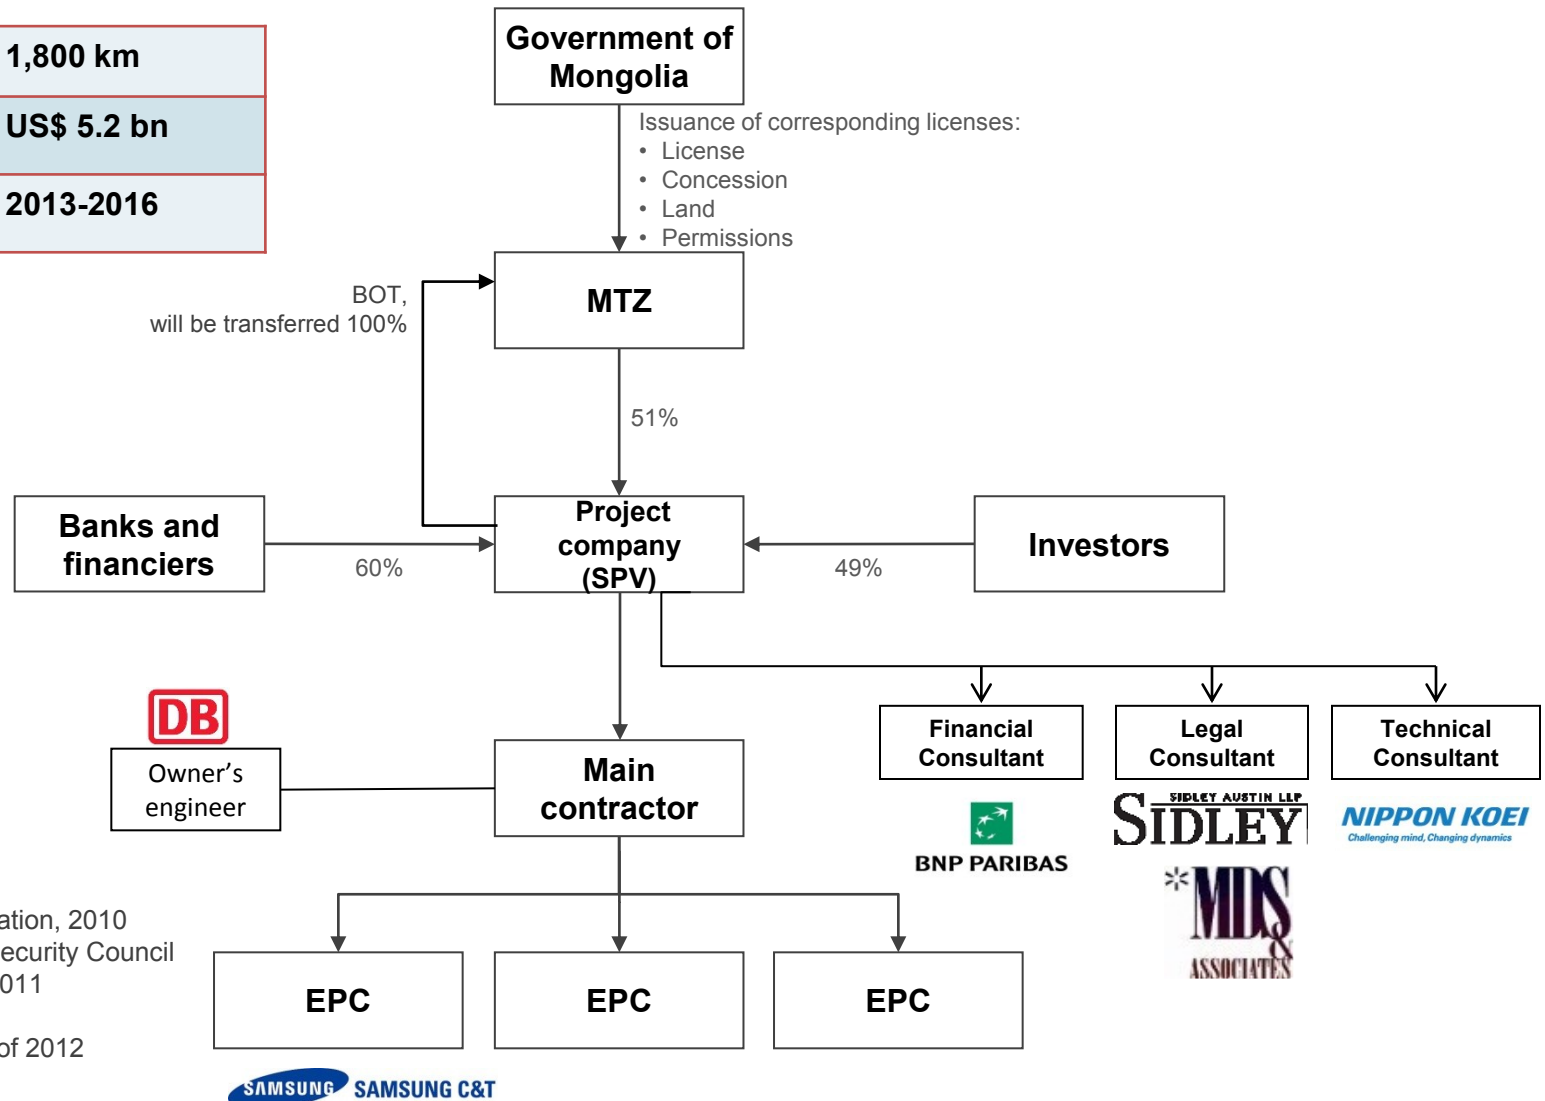 1,800 km
US$ 5.2 bn
2013-2016
Government of
Mongolia
Issuance of corresponding licenses:
• License
• Concession
• Land
• Permissions
MTZ
BOT,
will be transferred 100%
51%
Banks and
financiers
60%
Project
company
(SPV)
49%
Investors
DB
Owner's
engineer
Main
contractor
Financial
Consultant
Legal
Consultant
Technical
Consultant
BNP PARIBAS
SIDLEY AUSTIN LLP
SIDLEY
NIPPON KOEI
Challenging mind, Changing dynamics
MDS
&
ASSOCIATES
ation, 2010
ecurity Council
011
of 2012
EPC
EPC
EPC
SAMSUNG SAMSUNG C&T